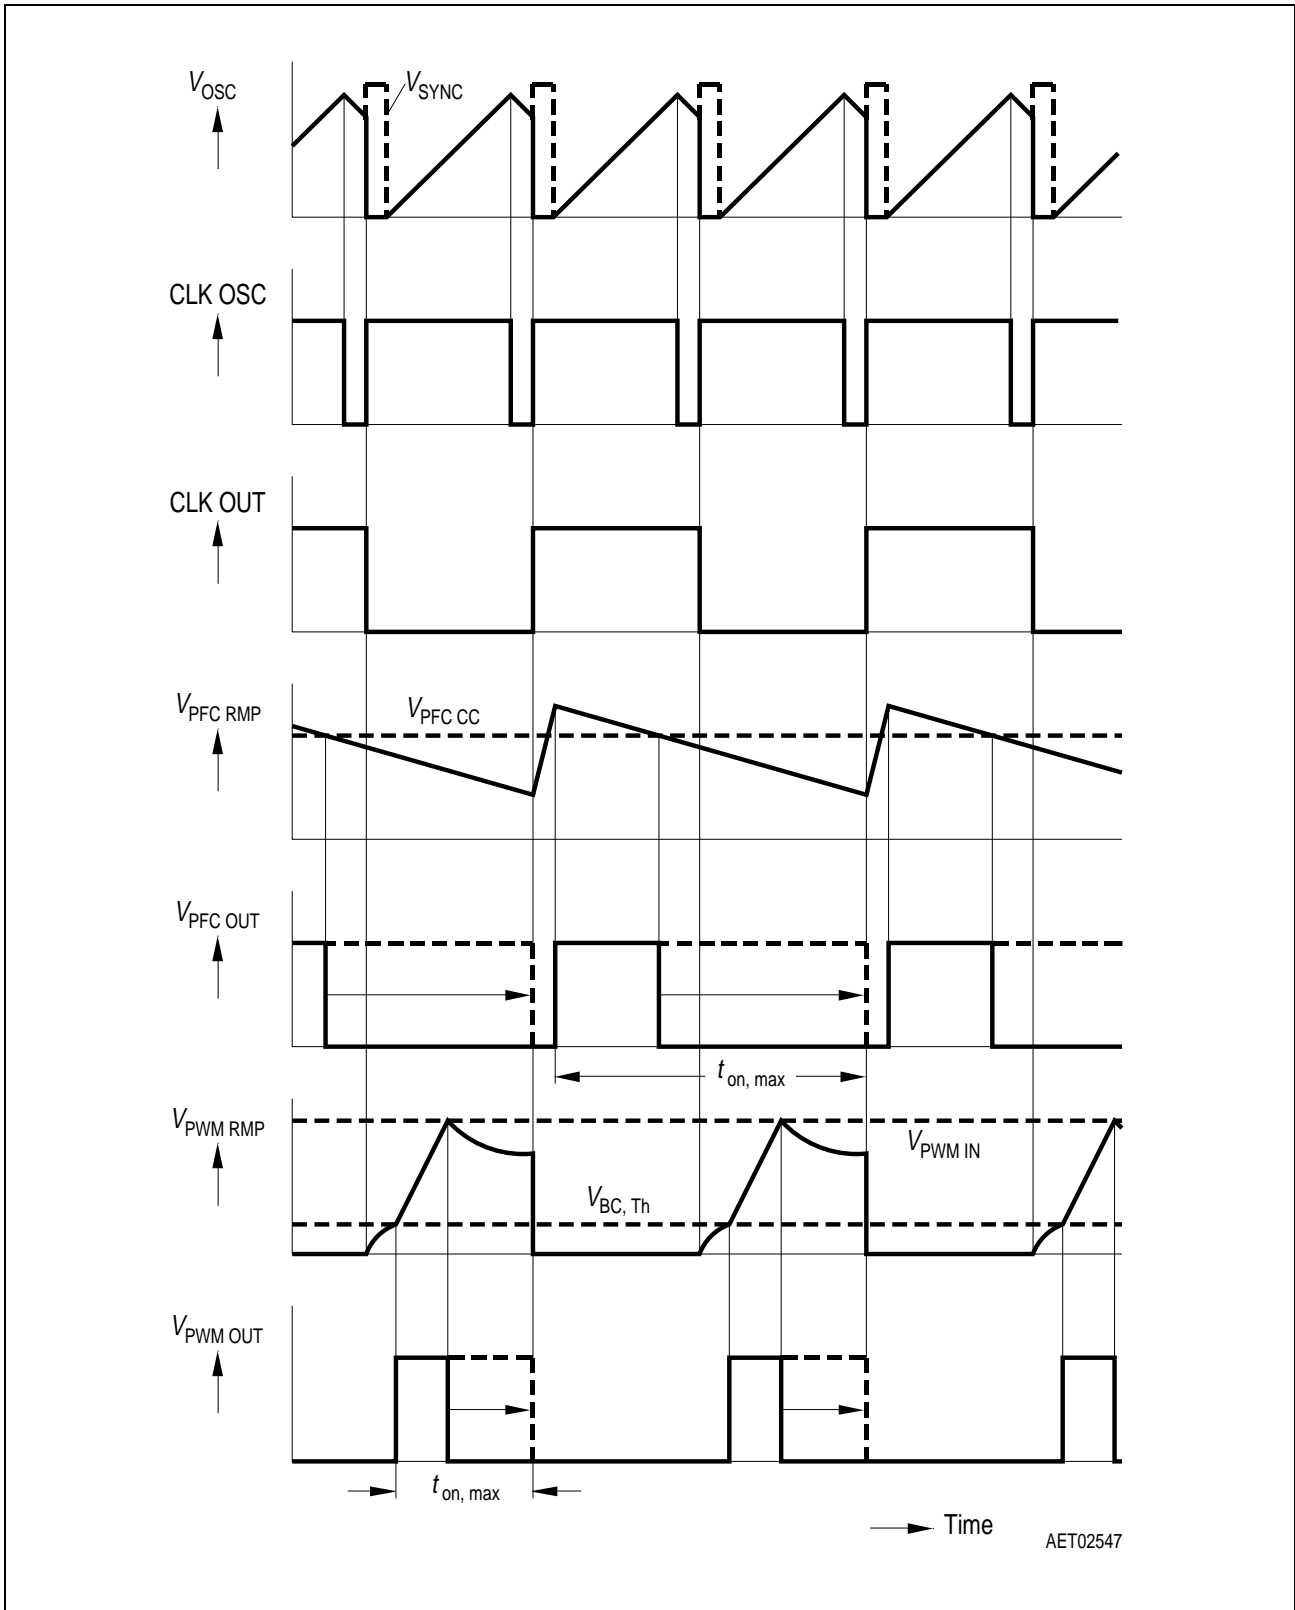 VOSC
VSYNC
CLK OSC
CLK OUT
VPFC RMP
VPFC CC
VPFC OUT
ton, max
VPWM RMP
VPWM IN
VBC, Th
VPWM OUT
ton, max
Time
AET02547